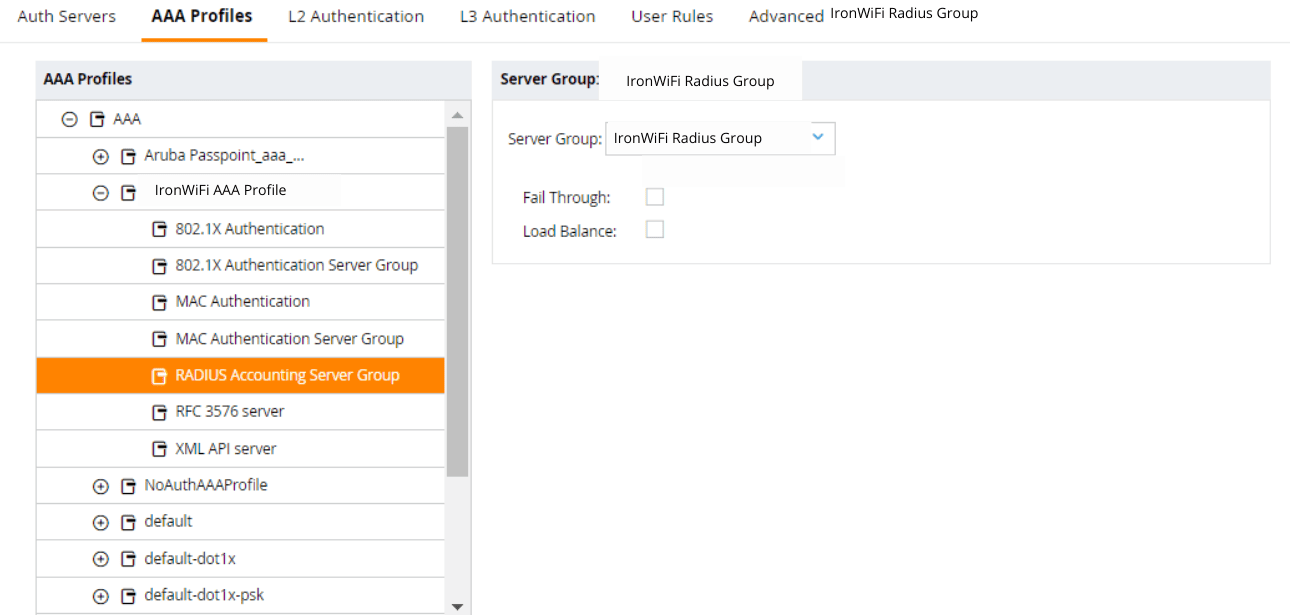 Auth Servers AAA Profiles L2 Authentication L3 Authentication User Rules Advanced IronWiFi Radius Group
AAA Profiles
AAA
Aruba Passpoint_aaa_...
IronWiFi AAA Profile
802.1X Authentication
802.1X Authentication Server Group
MAC Authentication
MAC Authentication Server Group
RADIUS Accounting Server Group
RFC 3576 server
XML API server
NoAuthAAAProfile
default
default-dot1x
default-dot1x-psk
Server Group: IronWiFi Radius Group
Server Group: IronWiFi Radius Group
Fail Through:
Load Balance: